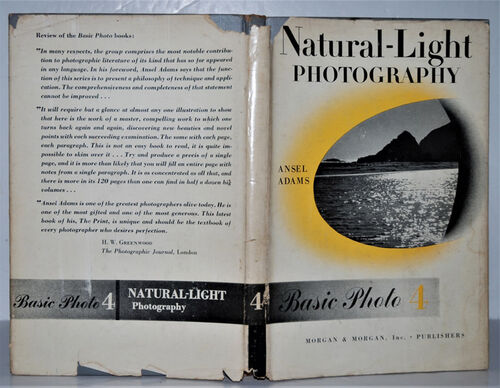 Review of the Basic Photo books:
"In many respects, the group comprises the most notable contribu-
tion to photographic literature of its kind that has so far appeared
in any language. In his foreword, Ansel Adams says that the func-
tion of this series is to present a philosophy of technique and appli-
cation. The comprehensiveness and completeness of that statement
cannot be improved . . .
"It will require but a glance at almost any one illustration to show
that here is the work of a master, compelling work to which one
turns back again and again, discovering new beauties and novel
points with each succeeding examination. The same with each page,
each paragraph. This is not an easy book to read, it is quite im-
possible to skim over it . . . Try and produce a precis of a single
page, and it is more than likely that you will fill an entire page with
notes from a single paragraph. It is as concentrated as all that, and
there is more in its 120 pages than one can find in half a dozen big
volumes . . .
"Ansel Adams is one of the greatest photographers alive today. He is
one of the most gifted and one of the most generous. This latest
book of his, The Print, is unique and should be the textbook of
every photographer who desires perfection.
H. W. Greenwood
The Photographic Journal, London
Basic Photo 4
NATURAL-LIGHT
Photography
4
Natural-Light
PHOTOGRAPHY
ANSEL
ADAMS
Basic Photo 4
MORGAN & MORGAN, Inc. · PUBLISHERS